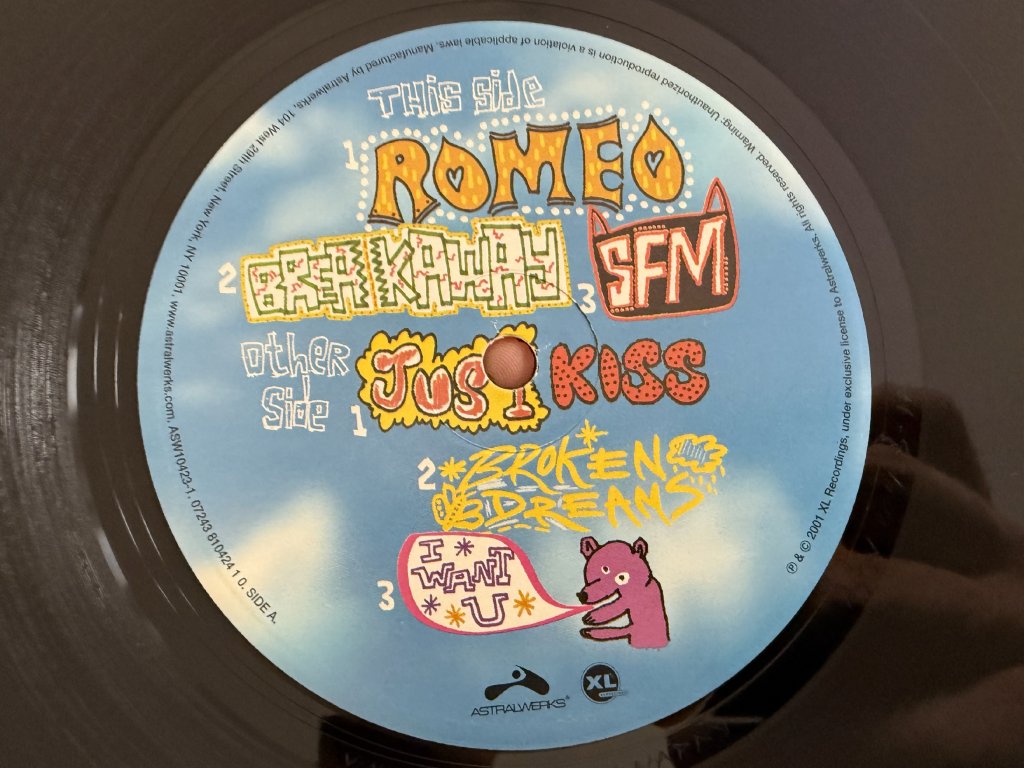 This Side
1 ROMEO
2 BREAKAWAY
3 SFM
Other Side
1 JUST KISS
2 BROKEN DREAMS
3 I WANT U
ASTRALWERKS®
XL
℗ & © 2001 XL Recordings, under exclusive license to Astralwerks. All rights reserved. Warning: Unauthorized reproduction is a violation of applicable laws. Manufactured by Astralwerks, 104 West 29th Street, New York, NY 10001. www.astralwerks.com. ASW10423-1. 07243 810424 1 0. SIDE A.